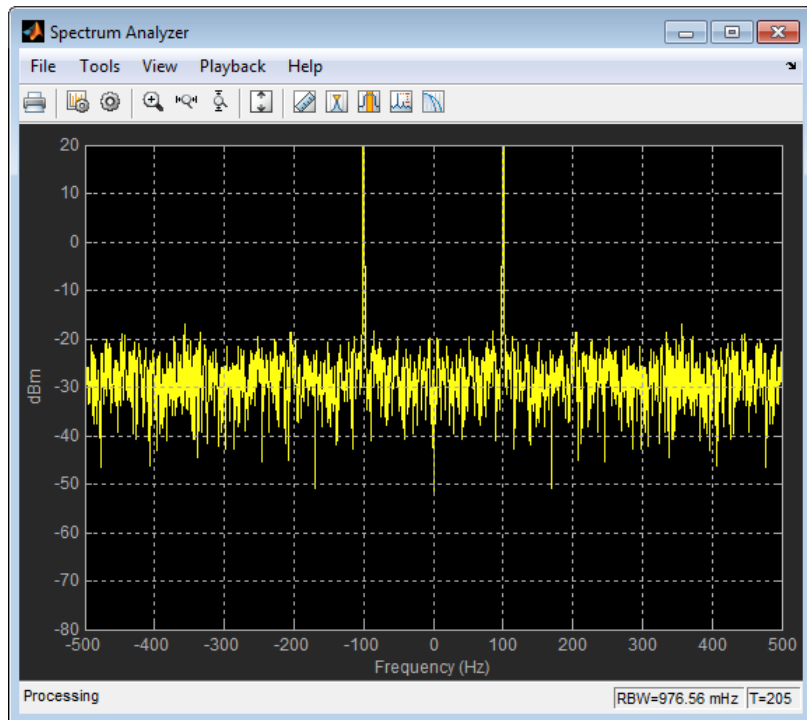 Spectrum Analyzer
File Tools View Playback Help
20
10
0
-10
-20
-30
-40
-50
-60
-70
-80
dBm
-500 -400 -300 -200 -100 0 100 200 300 400 500
Frequency (Hz)
Processing RBW=976.56 mHz T=205